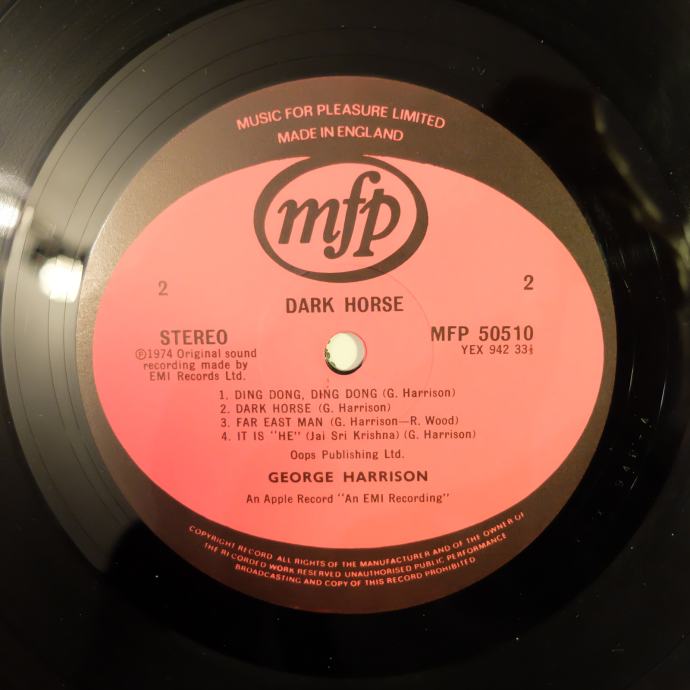 MUSIC FOR PLEASURE LIMITED
MADE IN ENGLAND
mfp
2
2
DARK HORSE
STEREO
MFP 50510
YEX 942 33⅓
Ⓟ1974 Original sound
recording made by
EMI Records Ltd.
1. DING DONG, DING DONG (G. Harrison)
2. DARK HORSE (G. Harrison)
3. FAR EAST MAN (G. Harrison—R. Wood)
4. IT IS "HE" (Jai Sri Krishna) (G. Harrison)
Oops Publishing Ltd.
GEORGE HARRISON
An Apple Record "An EMI Recording"
COPYRIGHT RECORD ALL RIGHTS OF THE MANUFACTURER AND OF THE OWNER OF
THE RECORDED WORK RESERVED UNAUTHORISED PUBLIC PERFORMANCE
BROADCASTING AND COPY OF THIS RECORD PROHIBITED